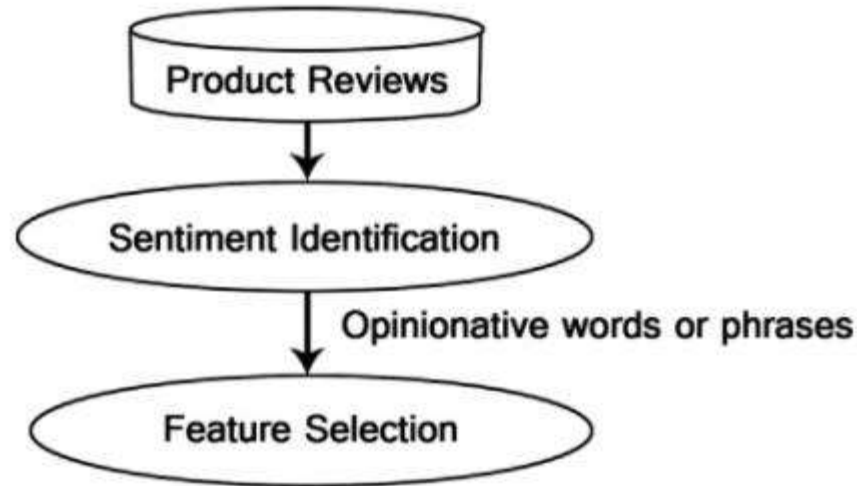 Product Reviews
Sentiment Identification
Opinionative words or phrases
Feature Selection